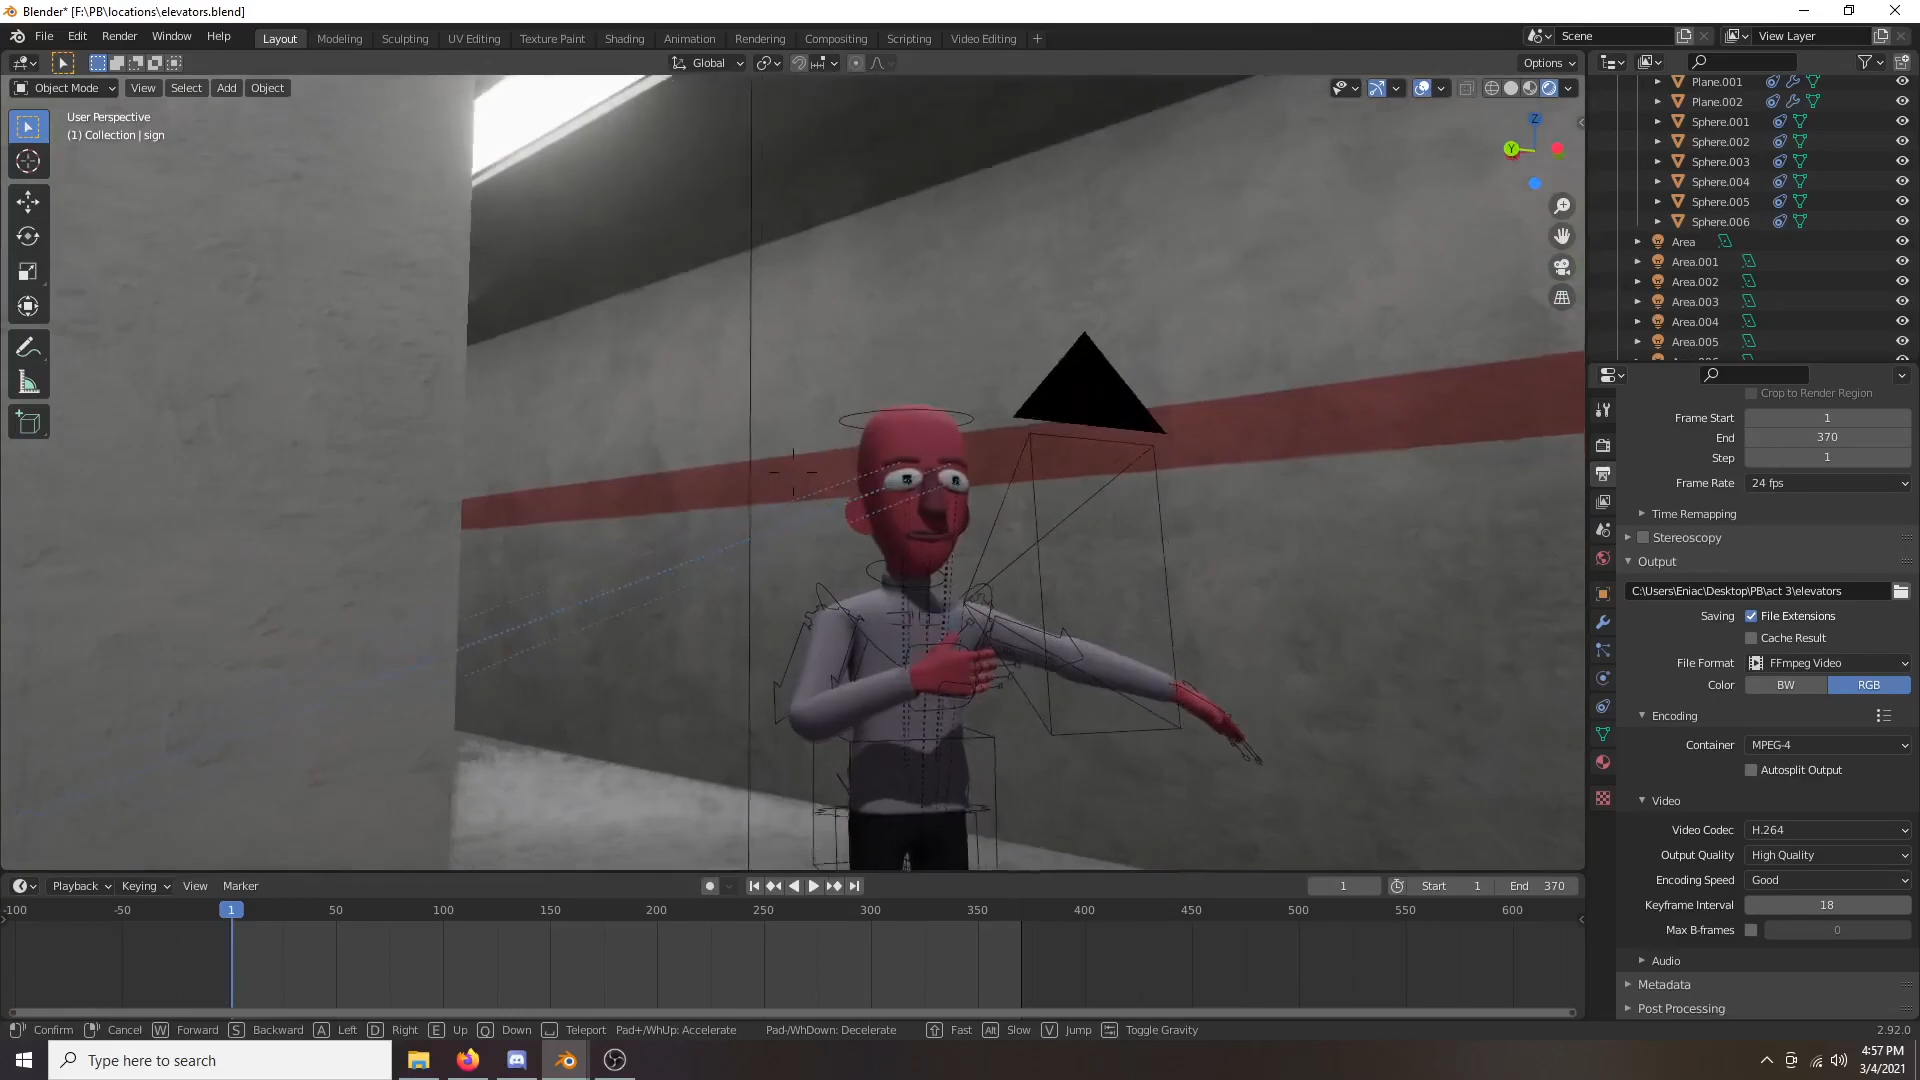 Blender* [F:\PB\locations\elevators.blend]
File Edit Render Window Help Layout Modeling Sculpting UV Editing Texture Paint Shading Animation Rendering Compositing Scripting Video Editing + Scene View Layer
Global Options
Object Mode View Select Add Object
User Perspective
(1) Collection | sign
Z
Y
Plane.001
Plane.002
Sphere.001
Sphere.002
Sphere.003
Sphere.004
Sphere.005
Sphere.006
Area
Area.001
Area.002
Area.003
Area.004
Area.005
Crop to Render Region
Frame Start 1
End 370
Step 1
Frame Rate 24 fps
Time Remapping
Stereoscopy
Output
C:\Users\Eniac\Desktop\PB\act 3\elevators
Saving File Extensions
Cache Result
File Format FFmpeg Video
Color BW RGB
Encoding
Container MPEG-4
Autosplit Output
Video
Video Codec H.264
Output Quality High Quality
Encoding Speed Good
Keyframe Interval 18
Max B-frames 0
Audio
Metadata
Post Processing
Playback Keying View Marker 1 Start 1 End 370
-100 -50 1 50 100 150 200 250 300 350 400 450 500 550 600
Confirm Cancel W Forward S Backward A Left D Right E Up Q Down Teleport Pad+/WhUp: Accelerate Pad-/WhDown: Decelerate Fast Alt Slow V Jump Toggle Gravity 2.92.0
Type here to search
4:57 PM
3/4/2021